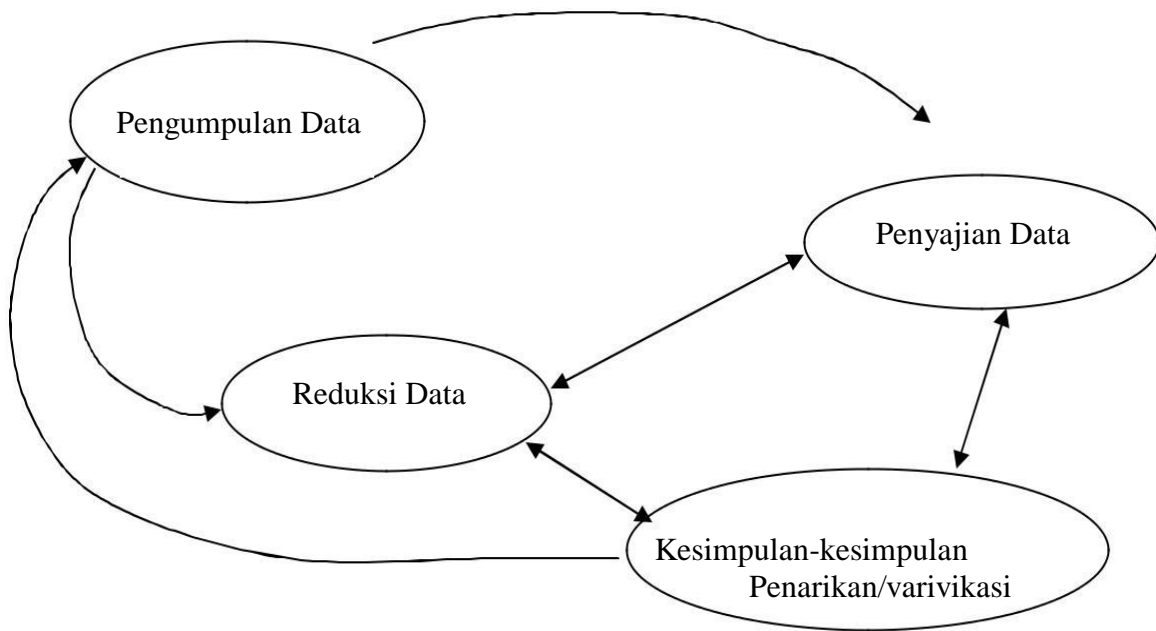 Pengumpulan Data
Penyajian Data
Reduksi Data
Kesimpulan-kesimpulan
Penarikan/varivikasi